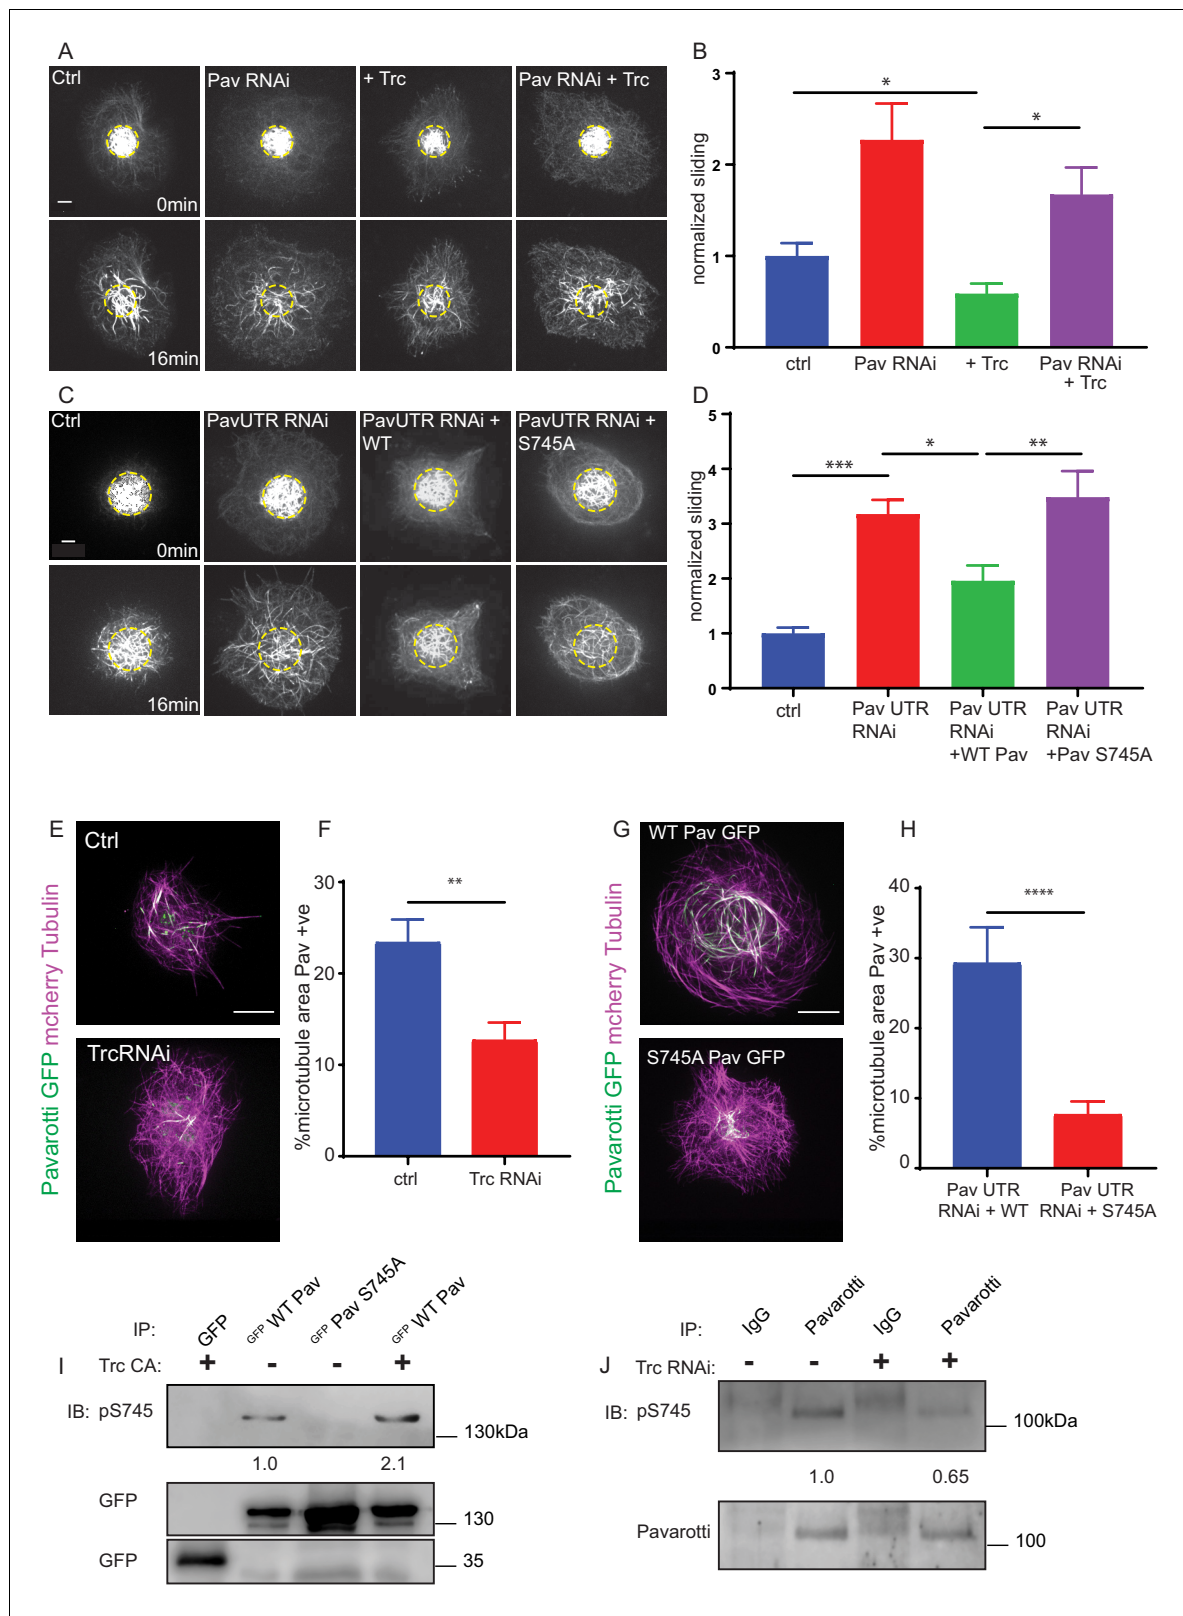 A
Ctrl
Pav RNAi
+ Trc
Pav RNAi + Trc
0min
16min
B
normalized sliding
3
2
1
0
*
*
ctrl
Pav RNAi
+ Trc
Pav RNAi
+ Trc
C
Ctrl
PavUTR RNAi
PavUTR RNAi +
WT
PavUTR RNAi +
S745A
0min
16min
D
normalized sliding
5
4
3
2
1
0
***
*
**
ctrl
Pav UTR
RNAi
Pav UTR
RNAi
+WT Pav
Pav UTR
RNAi
+Pav S745A
E
Pavarotti GFP mcherry Tubulin
Ctrl
TrcRNAi
F
%microtubule area Pav +ve
30
20
10
0
**
ctrl
Trc RNAi
G
Pavarotti GFP mcherry Tubulin
WT Pav GFP
S745A Pav GFP
H
%microtubule area Pav +ve
40
30
20
10
0
****
Pav UTR
RNAi + WT
Pav UTR
RNAi + S745A
I
IP: GFP GFP WT Pav GFP Pav S745A GFP WT Pav
Trc CA: + - - +
IB: pS745
130kDa
1.0 2.1
GFP
130
GFP
35
J
IP: IgG Pavarotti IgG Pavarotti
Trc RNAi: - - + +
IB: pS745
100kDa
1.0 0.65
Pavarotti
100